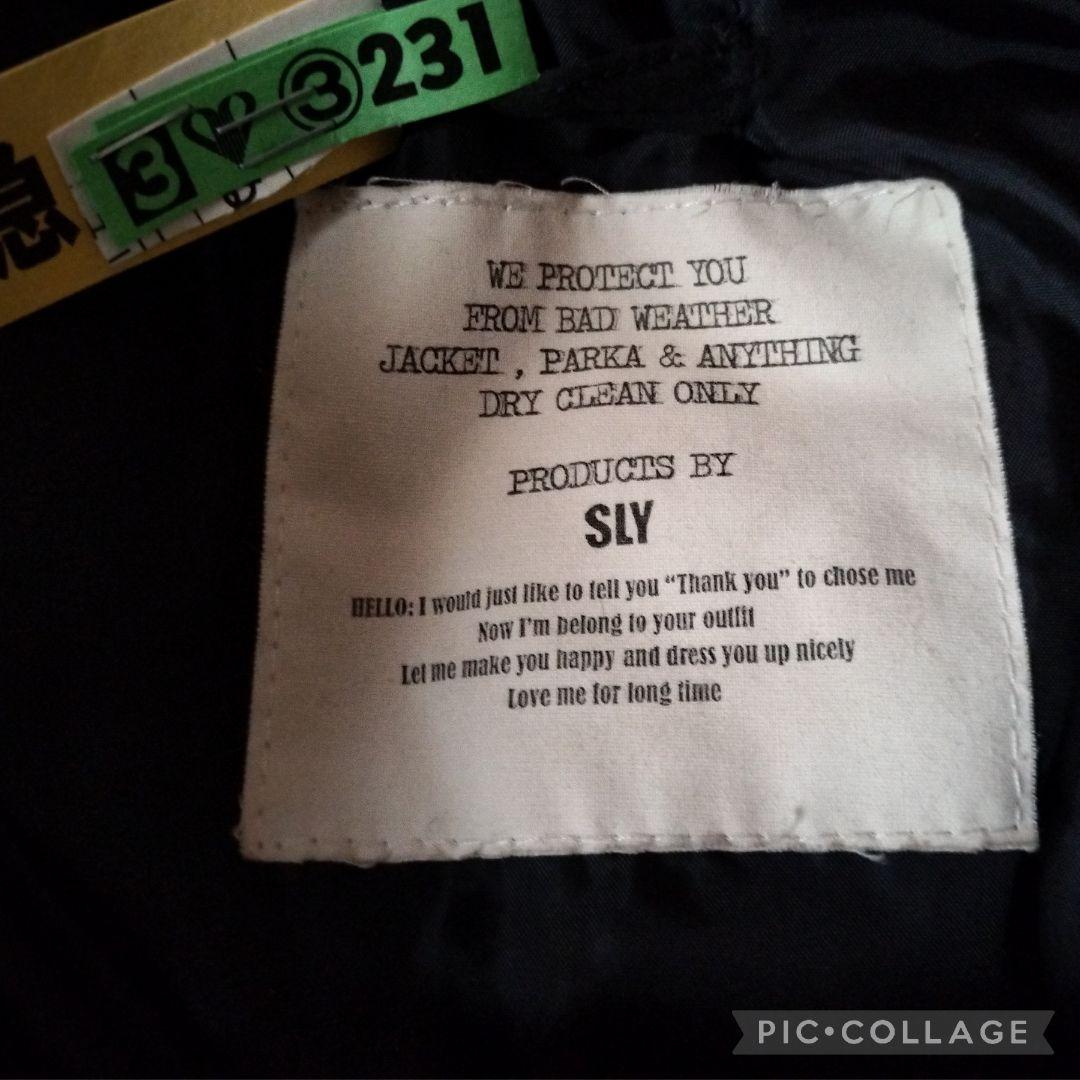 3♥③231
急
WE PROTECT YOU
FROM BAD WEATHER
JACKET , PARKA & ANYTHING
DRY CLEAN ONLY
PRODUCTS BY
SLY
HELLO: I would just like to tell you “Thank you” to chose me
Now I'm belong to your outfit
Let me make you happy and dress you up nicely
Love me for long time
PIC•COLLAGE